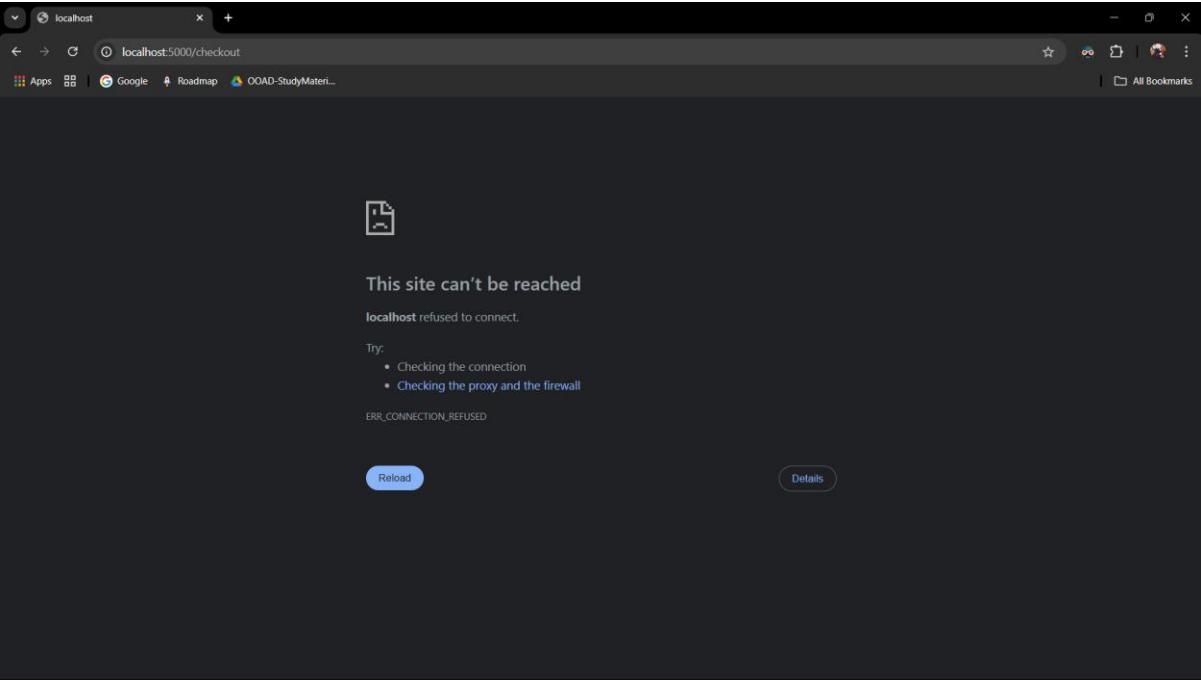 localhost
localhost:5000/checkout
Apps Google Roadmap OOAD-StudyMateri... All Bookmarks
This site can't be reached
localhost refused to connect.
Try:
• Checking the connection
• Checking the proxy and the firewall
ERR_CONNECTION_REFUSED
Reload Details